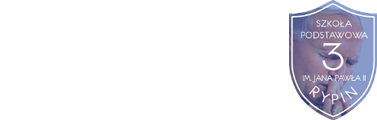 SZKOŁA
PODSTAWOWA
3
IM. JANA PAWŁA II
RYPIN